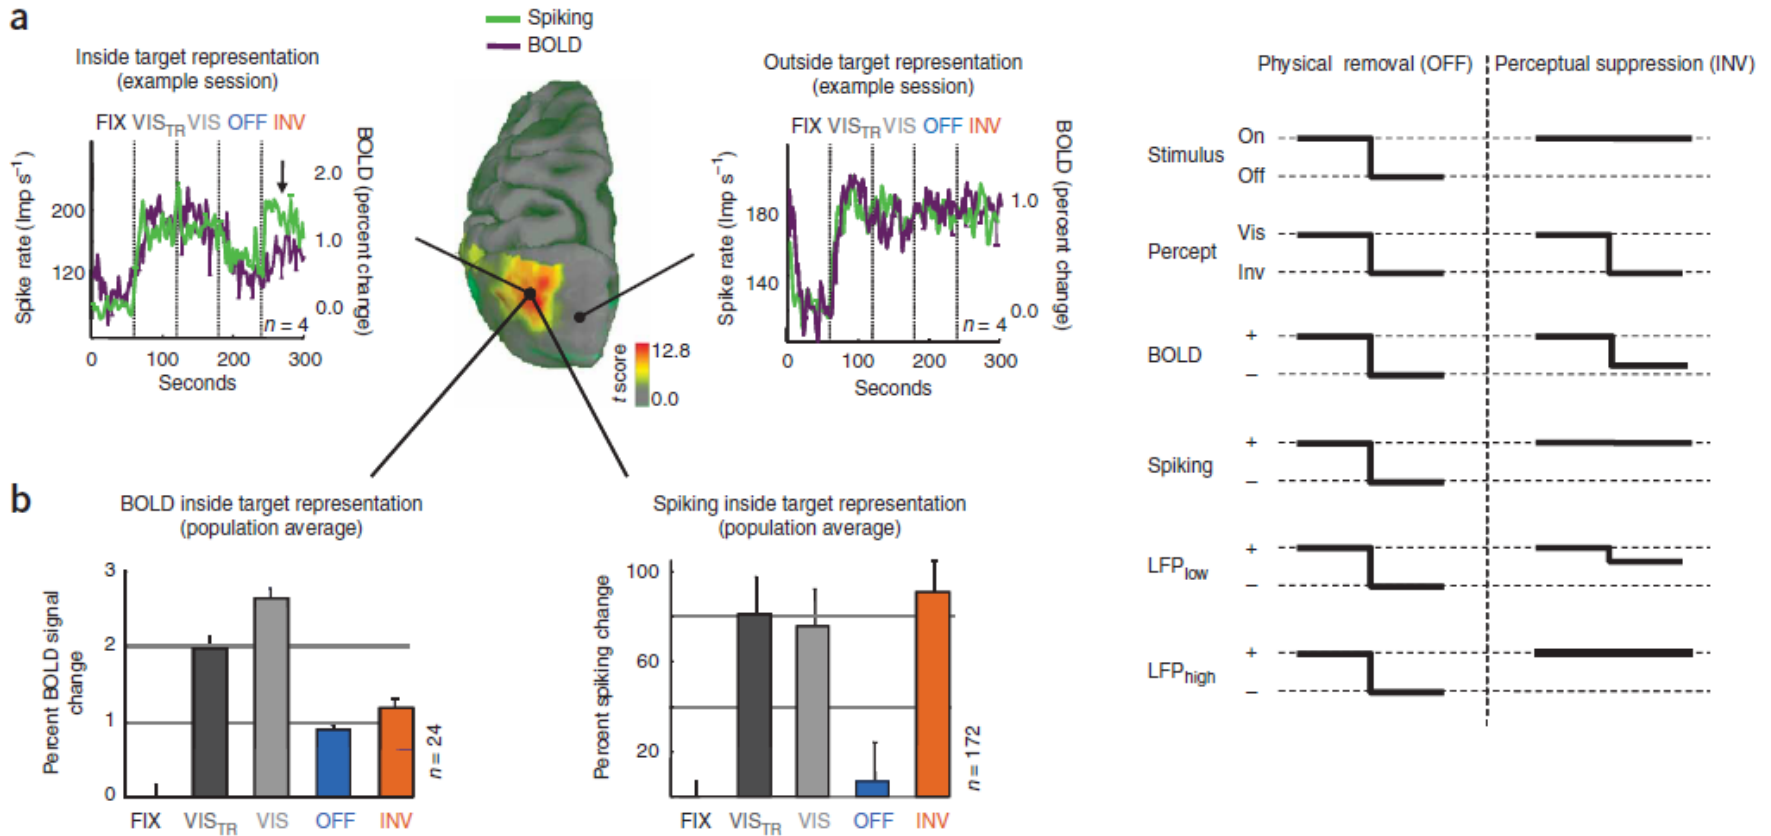 a
Spiking
BOLD
Inside target representation
(example session)
FIX VISTR VIS OFF INV
Spike rate (Imp s⁻¹)
200
120
BOLD (percent change)
2.0
1.0
0.0
n = 4
0 100 200 300
Seconds
t score
12.8
0.0
Outside target representation
(example session)
FIX VISTR VIS OFF INV
Spike rate (Imp s⁻¹)
180
140
BOLD (percent change)
1.0
0.0
n = 4
0 100 200 300
Seconds
b
BOLD inside target representation
(population average)
Percent BOLD signal
change
3
2
1
0
n = 24
FIX VISTR VIS OFF INV
Spiking inside target representation
(population average)
Percent spiking change
100
60
20
n = 172
FIX VISTR VIS OFF INV
Physical removal (OFF) Perceptual suppression (INV)
Stimulus
On
Off
Percept
Vis
Inv
BOLD
+
–
Spiking
+
–
LFPlow
+
–
LFPhigh
+
–